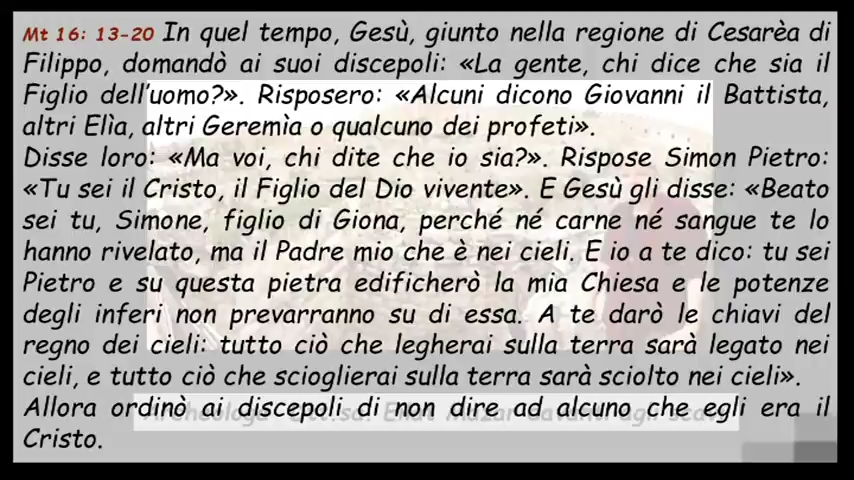 Mt 16: 13-20 In quel tempo, Gesù, giunto nella regione di Cesarèa di
Filippo, domandò ai suoi discepoli: «La gente, chi dice che sia il
Figlio dell'uomo?». Risposero: «Alcuni dicono Giovanni il Battista,
altri Elìa, altri Geremìa o qualcuno dei profeti».
Disse loro: «Ma voi, chi dite che io sia?». Rispose Simon Pietro:
«Tu sei il Cristo, il Figlio del Dio vivente». E Gesù gli disse: «Beato
sei tu, Simone, figlio di Giona, perché né carne né sangue te lo
hanno rivelato, ma il Padre mio che è nei cieli. E io a te dico: tu sei
Pietro e su questa pietra edificherò la mia Chiesa e le potenze
degli inferi non prevarranno su di essa. A te darò le chiavi del
regno dei cieli: tutto ciò che legherai sulla terra sarà legato nei
cieli, e tutto ciò che scioglierai sulla terra sarà sciolto nei cieli».
Allora ordinò ai discepoli di non dire ad alcuno che egli era il
Cristo.